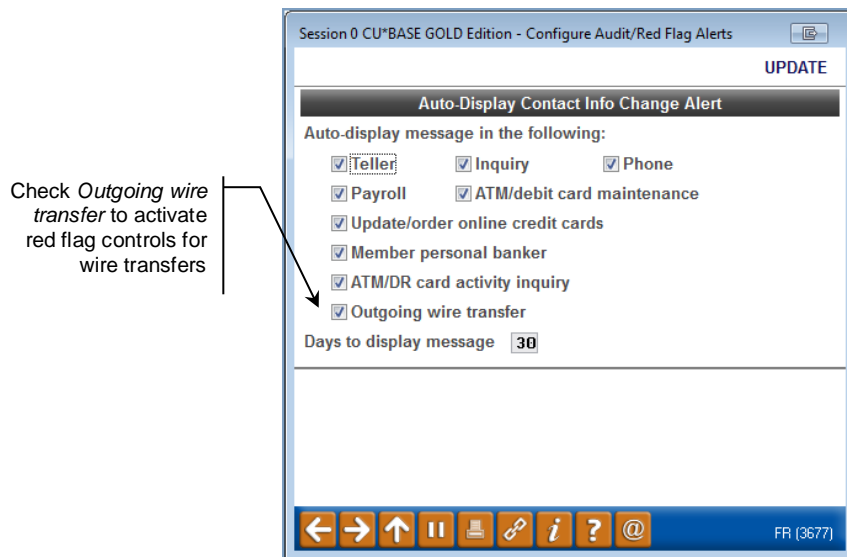 Session 0 CU*BASE GOLD Edition - Configure Audit/Red Flag Alerts
UPDATE
Auto-Display Contact Info Change Alert
Auto-display message in the following:
Teller Inquiry Phone
Payroll ATM/debit card maintenance
Update/order online credit cards
Member personal banker
ATM/DR card activity inquiry
Outgoing wire transfer
Days to display message 30
Check Outgoing wire
transfer to activate
red flag controls for
wire transfers
i ? @
FR (3677)